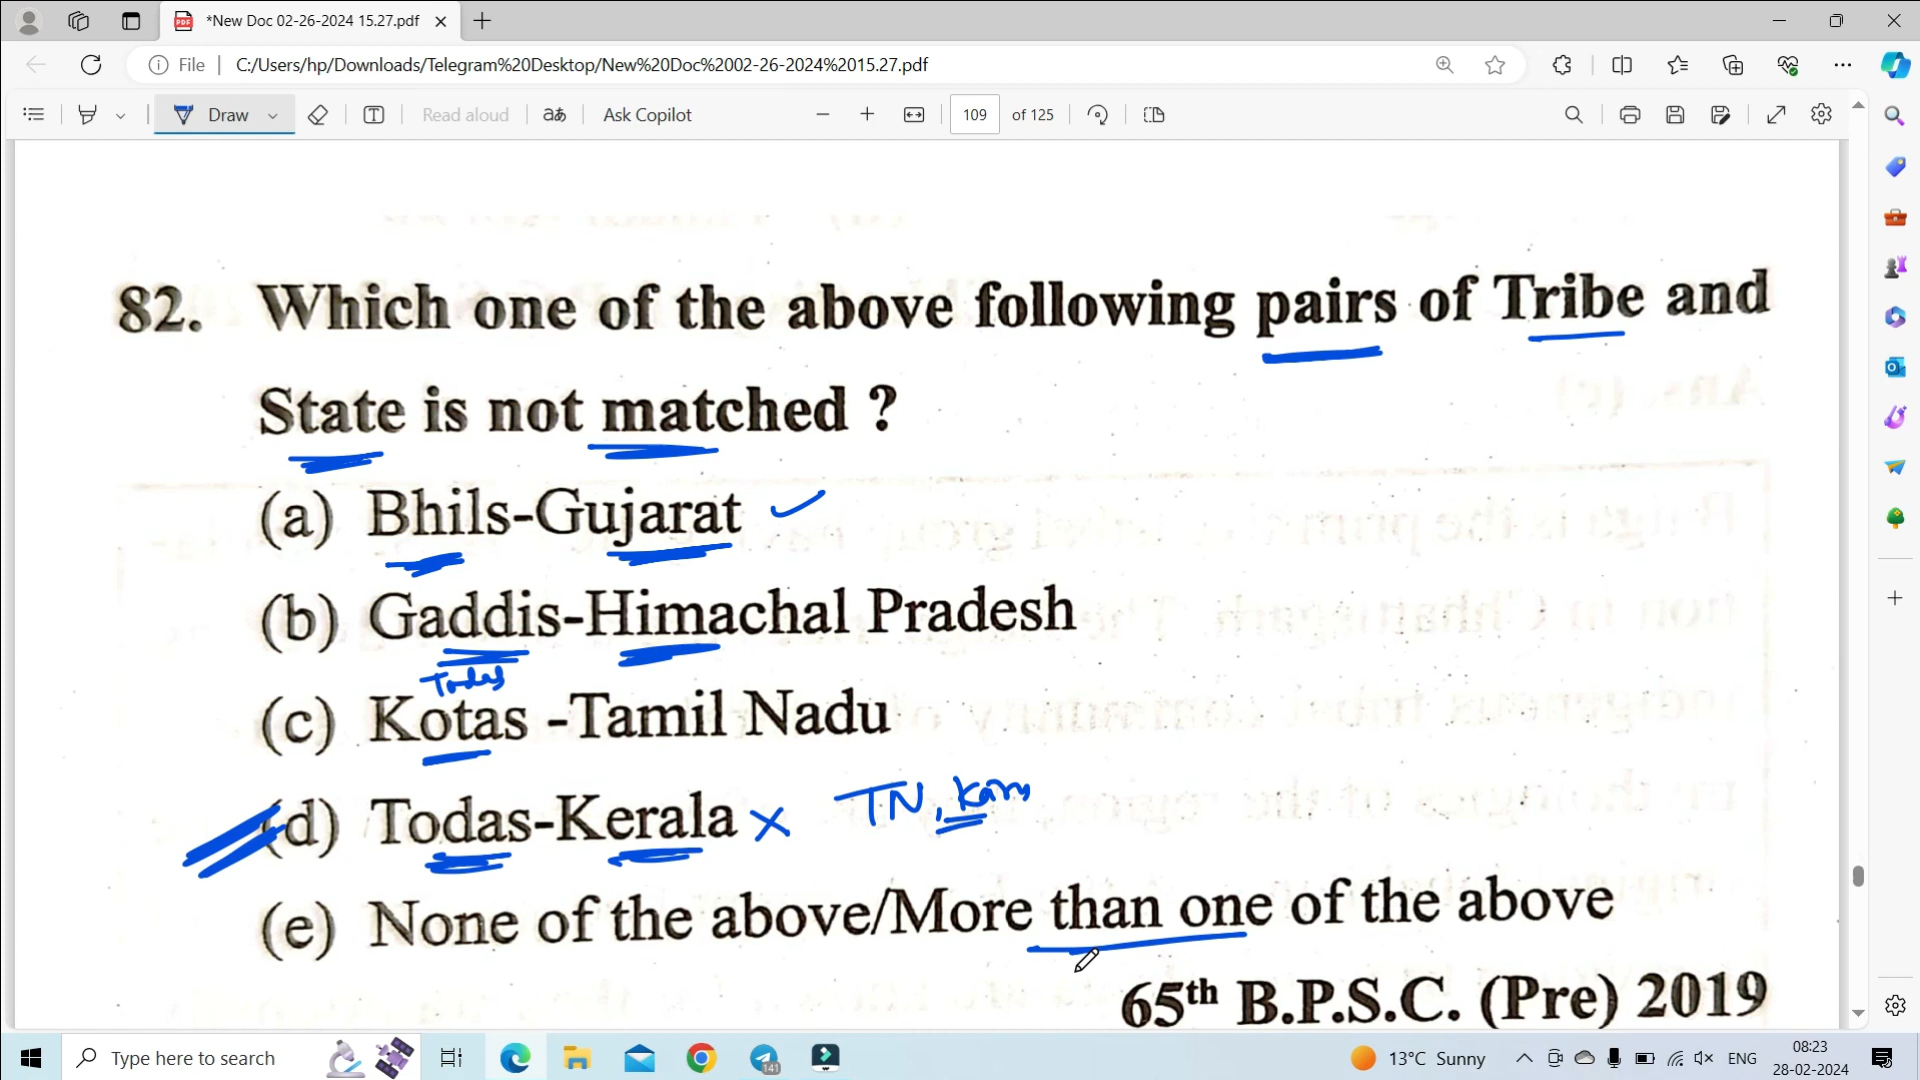 *New Doc 02-26-2024 15.27.pdf
File
C:/Users/hp/Downloads/Telegram%20Desktop/New%20Doc%2002-26-2024%2015.27.pdf
Draw
Read aloud
aあ
Ask Copilot
109 of 125
82. Which one of the above following pairs of Tribe and
State is not matched ?
(a) Bhils-Gujarat
(b) Gaddis-Himachal Pradesh
Todas
(c) Kotas -Tamil Nadu
(d) Todas-Kerala × TN,
(e) None of the above/More than one of the above
65th B.P.S.C. (Pre) 2019
Type here to search
141
13°C Sunny
ENG
08:23
28-02-2024